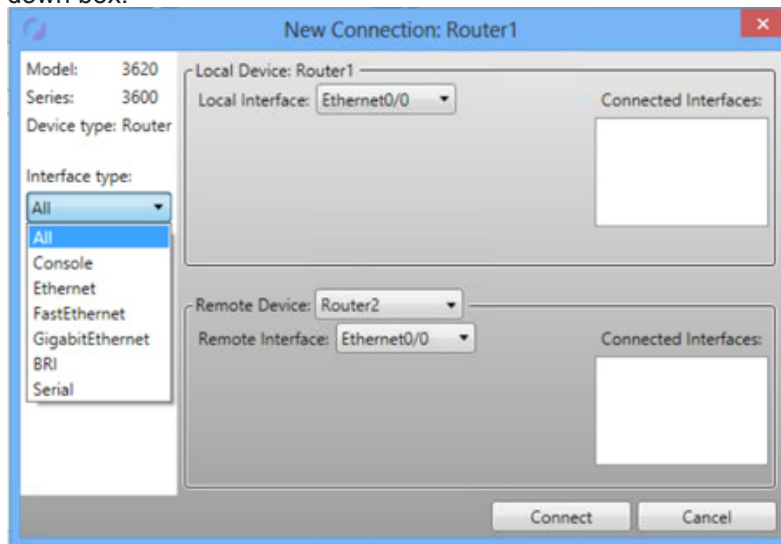 down box.
New Connection: Router1
Model: 3620
Series: 3600
Device type: Router
Interface type:
All
All
Console
Ethernet
FastEthernet
GigabitEthernet
BRI
Serial
Local Device: Router1
Local Interface: Ethernet0/0
Connected Interfaces:
Remote Device: Router2
Remote Interface: Ethernet0/0
Connected Interfaces:
Connect
Cancel